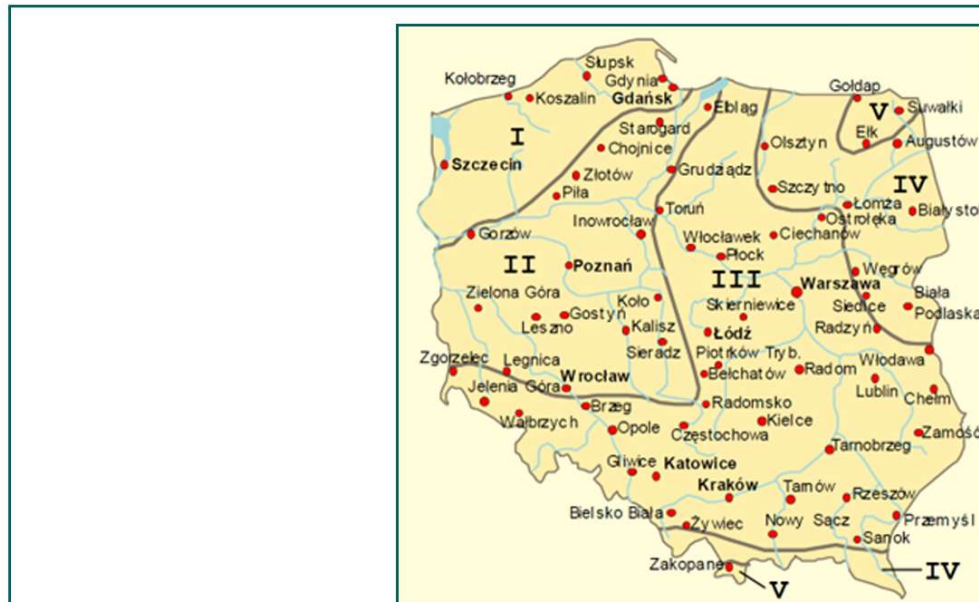 Słupsk
Kołobrzeg
Gdynia
Gołdap
Koszalin
Gdańsk
Elbląg
V
Suwałki
I
Starogard
Ełk
Augustów
Chojnice
Olsztyn
Szczecin
Złotów
Grudziądz
Szczytno
IV
Piła
Łomża
Toruń
Białystok
Inowrocław
Ostrołęka
Gorzów
Włocławek
Ciechanów
Płock
II
Poznań
Węgrów
III
Warszawa
Zielona Góra
Koło
Skierniewice
Siedlce
Biała
Podlaska
Leszno
Gostyń
Kalisz
Łódź
Radzyń
Sieradz
Zgorzelec
Legnica
Piotrków Tryb.
Włodawa
Wrocław
Bełchatów
Radom
Jelenia Góra
Lublin
Chełm
Brzeg
Radomsko
Wałbrzych
Kielce
Opole
Częstochowa
Zamość
Tarnobrzeg
Gliwice
Katowice
Kraków
Tarnów
Rzeszów
Bielsko Biała
Żywiec
Nowy Sącz
Przemyśl
Sanok
Zakopane
V
IV